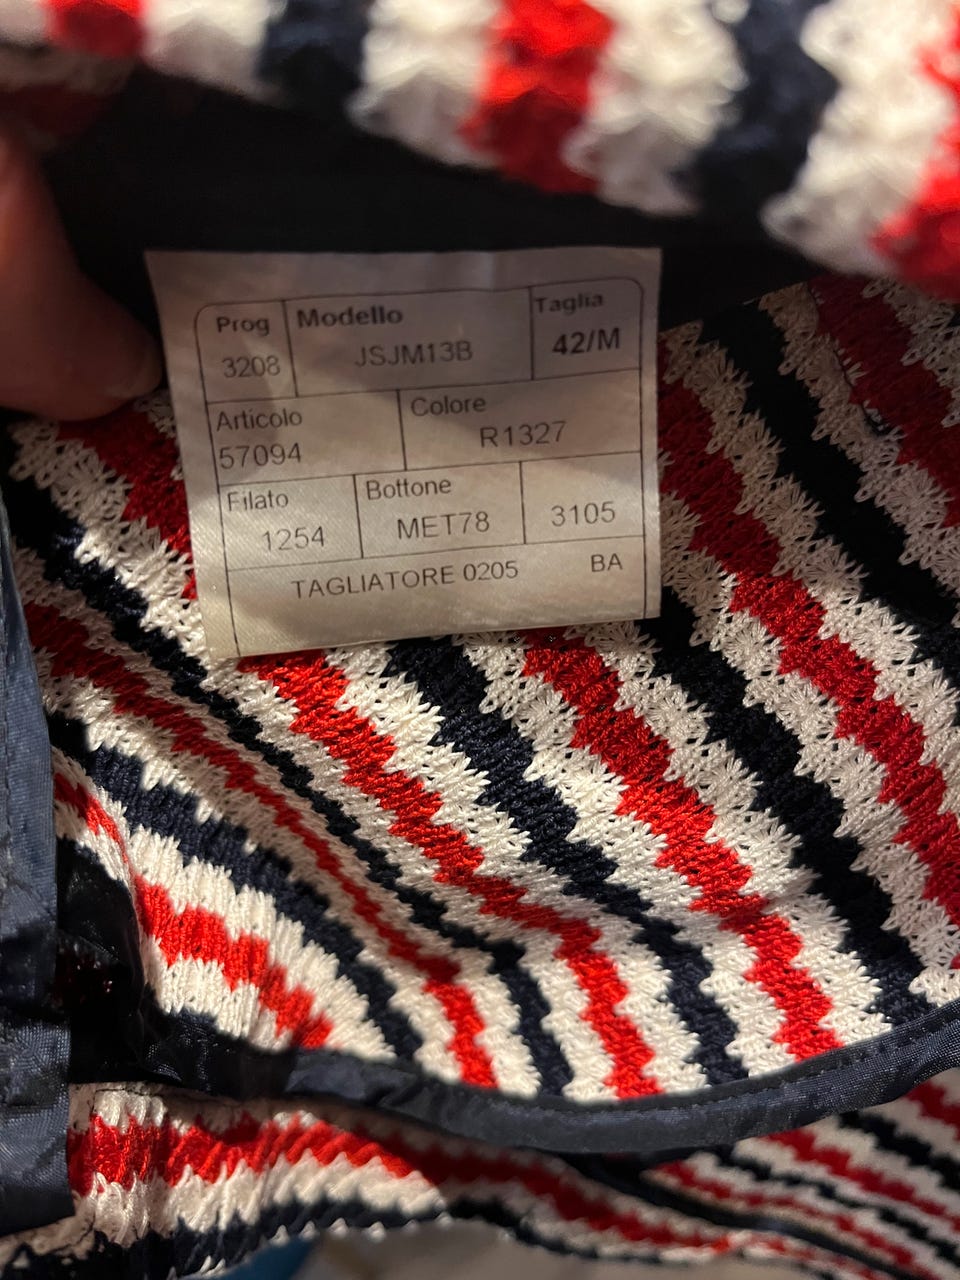 Prog Modello Taglia
3208 JSJM13B 42/M
Articolo Colore
57094 R1327
Filato Bottone
1254 MET78 3105
TAGLIATORE 0205 BA